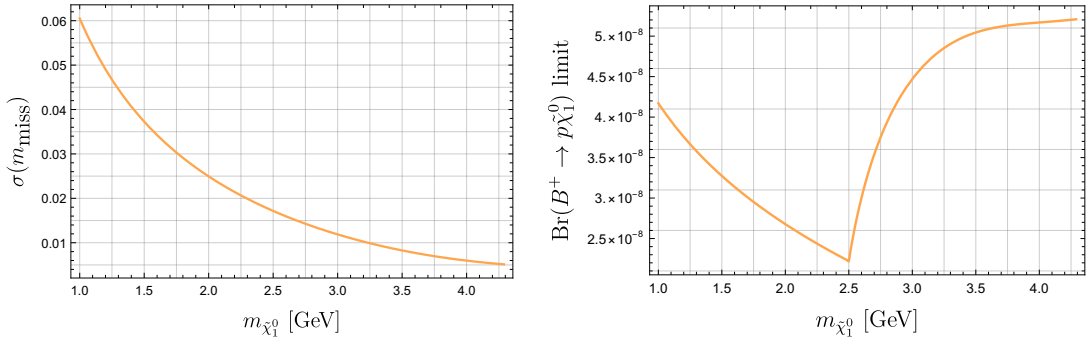 σ(m_miss)
0.06
0.05
0.04
0.03
0.02
0.01
1.0 1.5 2.0 2.5 3.0 3.5 4.0
m_χ̃₁⁰ [GeV]
Br(B⁺ → pχ̃₁⁰) limit
5.×10⁻⁸
4.5×10⁻⁸
4.×10⁻⁸
3.5×10⁻⁸
3.×10⁻⁸
2.5×10⁻⁸
1.0 1.5 2.0 2.5 3.0 3.5 4.0
m_χ̃₁⁰ [GeV]